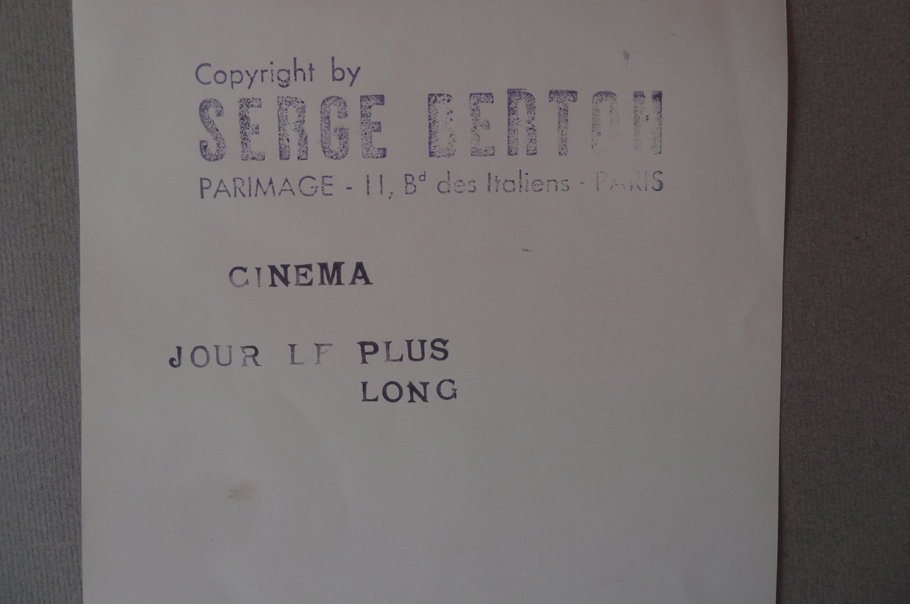 Copyright by
SERGE BERTON
PARIMAGE - 11, Bd des Italiens - PARIS
CINEMA
JOUR LE PLUS
LONG